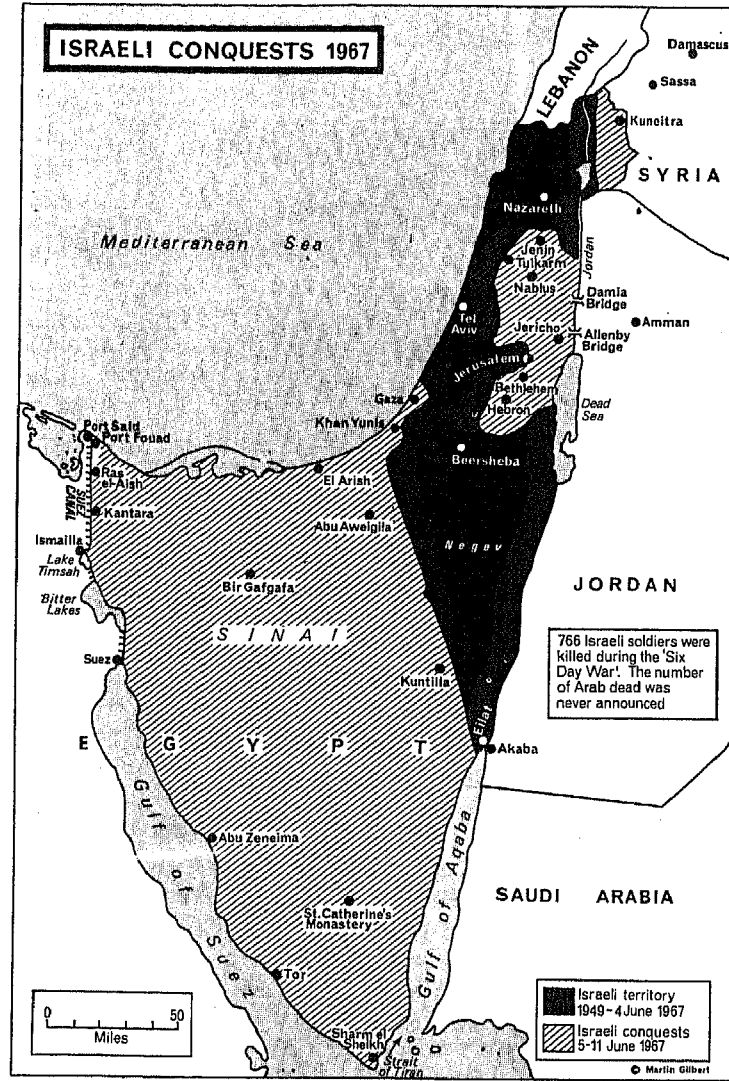 ISRAELI CONQUESTS 1967
LEBANON
Damascus
Sassa
Kuneitra
SYRIA
Mediterranean Sea
Nazareth
Jenin
Tulkarm
Nablus
Jordan
Damia
Bridge
Tel
Aviv
Jericho
Allenby
Bridge
Amman
Jerusalem
Bethlehem
Hebron
Dead
Sea
Gaza
Khan Yunis
Port Said
Port Fouad
Ras
el-Aish
SUEZ
CANAL
Kantara
El Arish
Beersheba
Abu Aweigila
Ismailia
Lake
Timsah
Bitter
Lakes
Bir Gafgafa
Negev
SINAI
JORDAN
766 Israeli soldiers were
killed during the 'Six
Day War'. The number
of Arab dead was
never announced
Suez
Kuntilla
Eilat
Akaba
EGYPT
Gulf of Suez
Abu Zeneima
Gulf of Aqaba
SAUDI ARABIA
St. Catherine's
Monastery
Tor
0 50
Miles
Sharm el
Sheikh
Strait
of Tiran
Israeli territory
1949-4 June 1967
Israeli conquests
5-11 June 1967
© Martin Gilbert